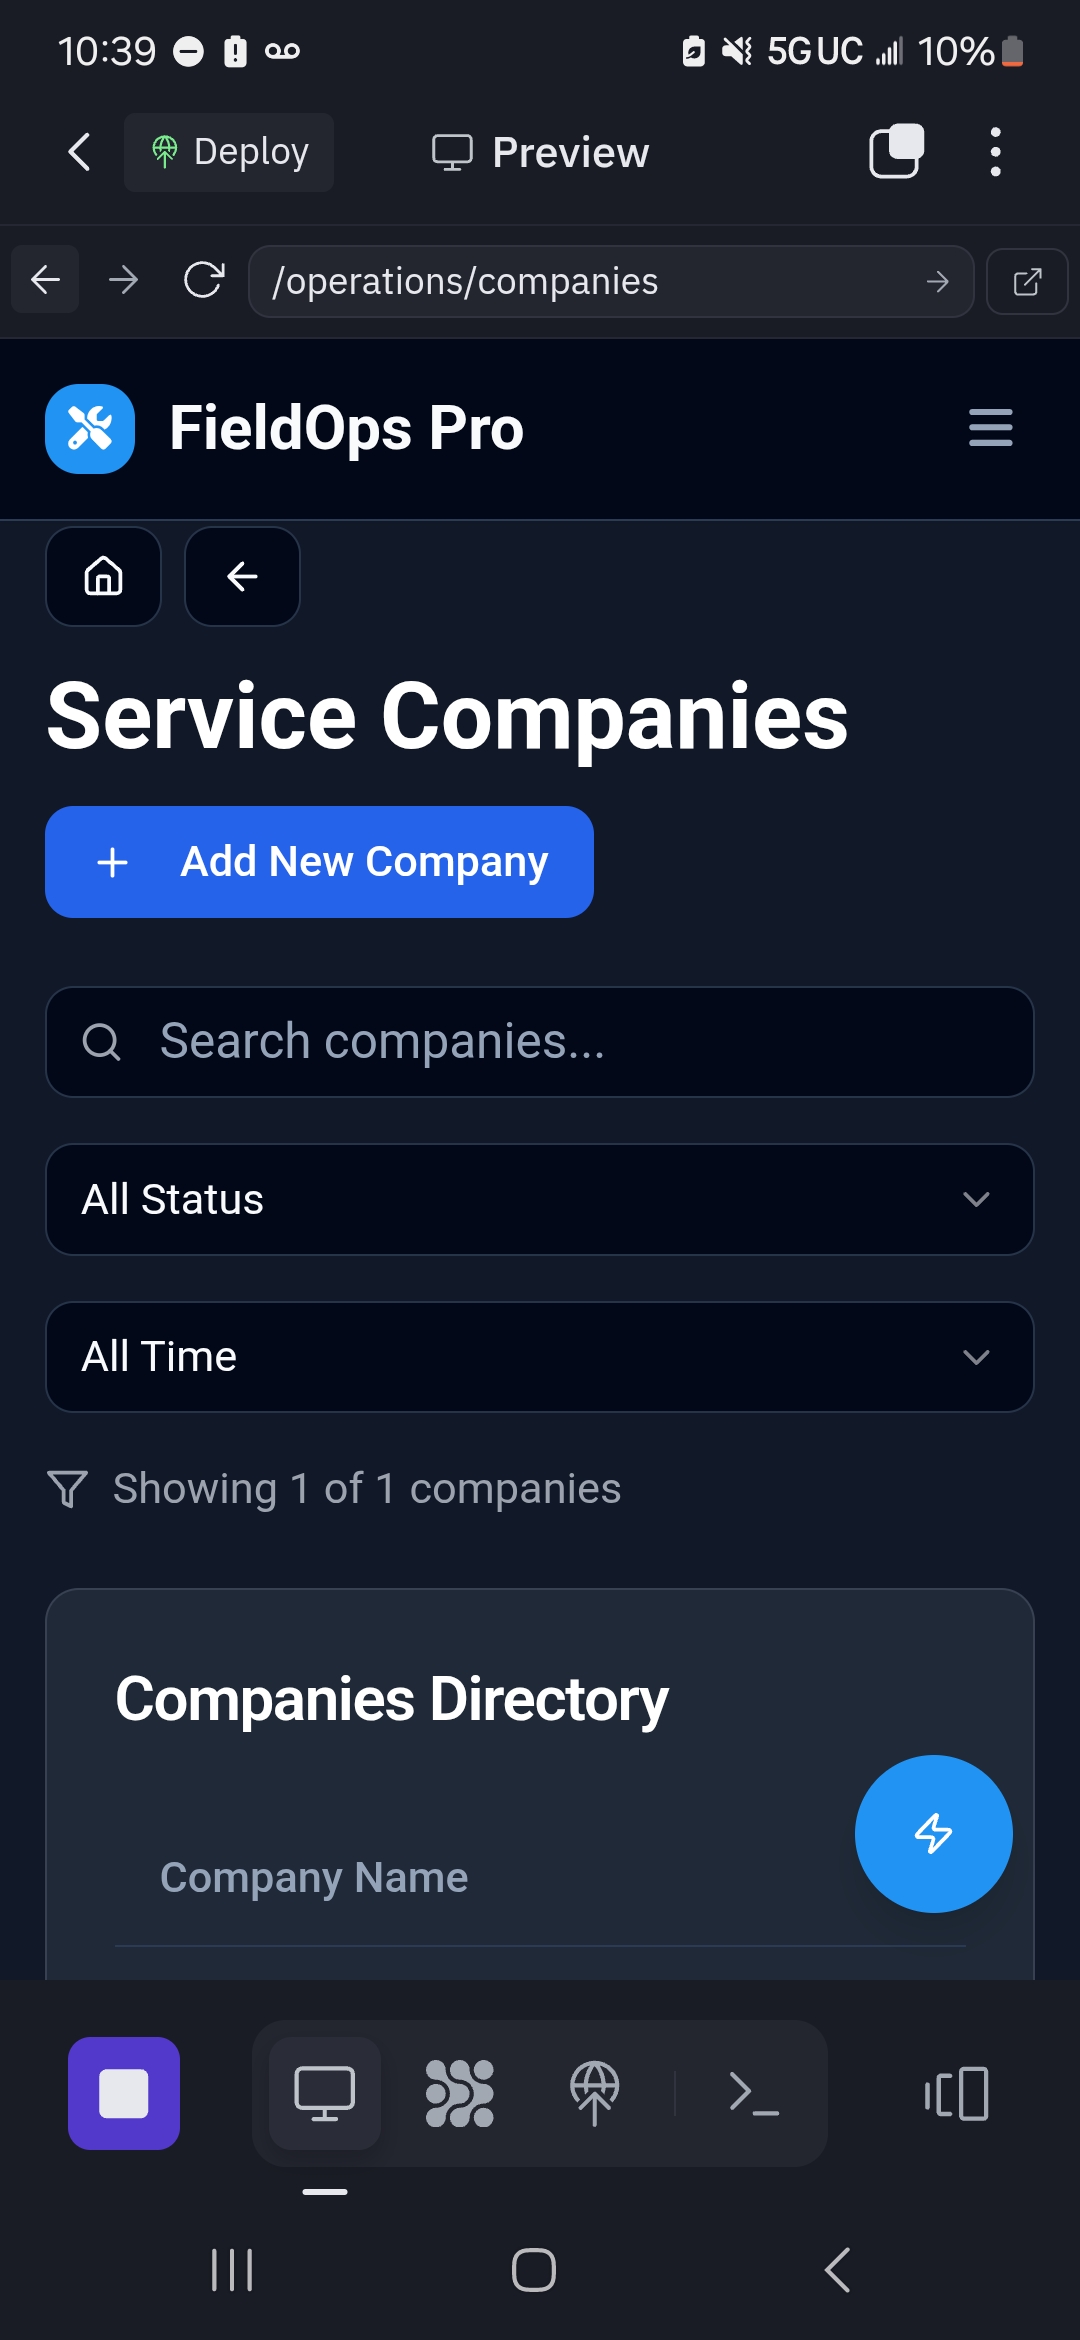 10:39
5G UC 10%
Deploy
Preview
/operations/companies
FieldOps Pro
Service Companies
Add New Company
Search companies...
All Status
All Time
Showing 1 of 1 companies
Companies Directory
Company Name